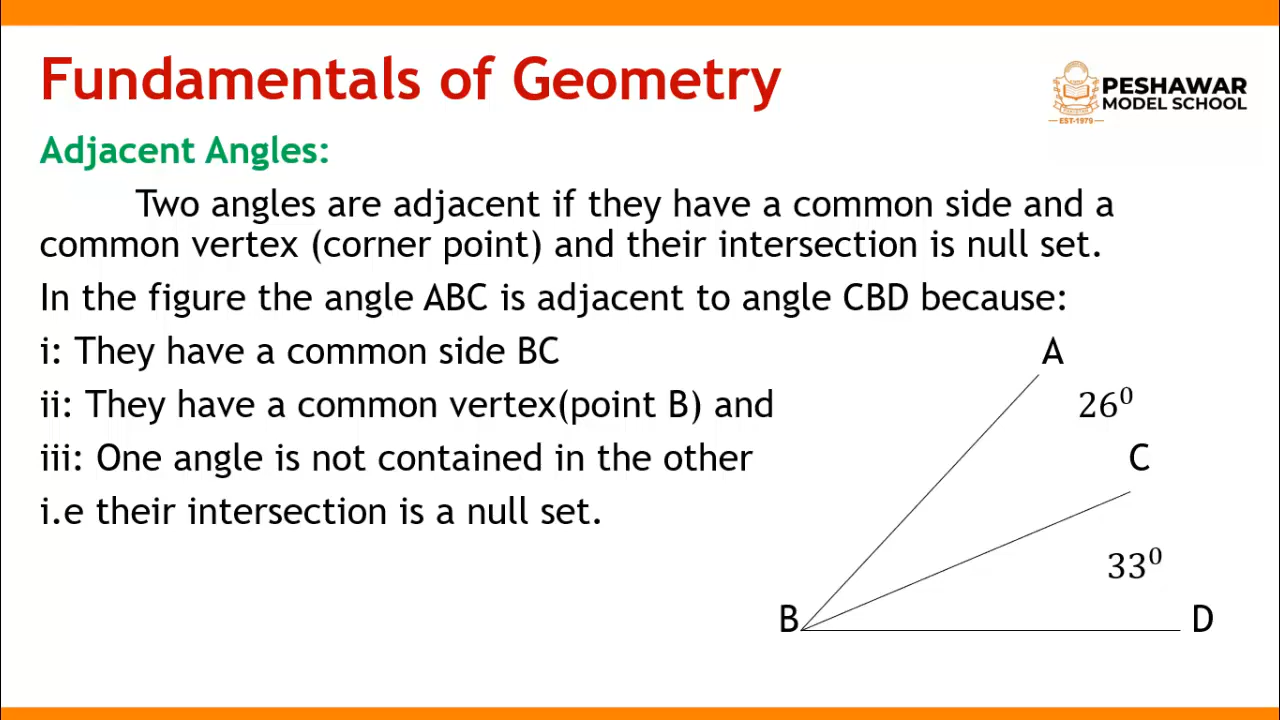 Fundamentals of Geometry
PESHAWAR
MODEL SCHOOL
EST-1979
Adjacent Angles:
Two angles are adjacent if they have a common side and a
common vertex (corner point) and their intersection is null set.
In the figure the angle ABC is adjacent to angle CBD because:
i: They have a common side BC
A
ii: They have a common vertex(point B) and
26⁰
iii: One angle is not contained in the other
C
i.e their intersection is a null set.
33⁰
B
D